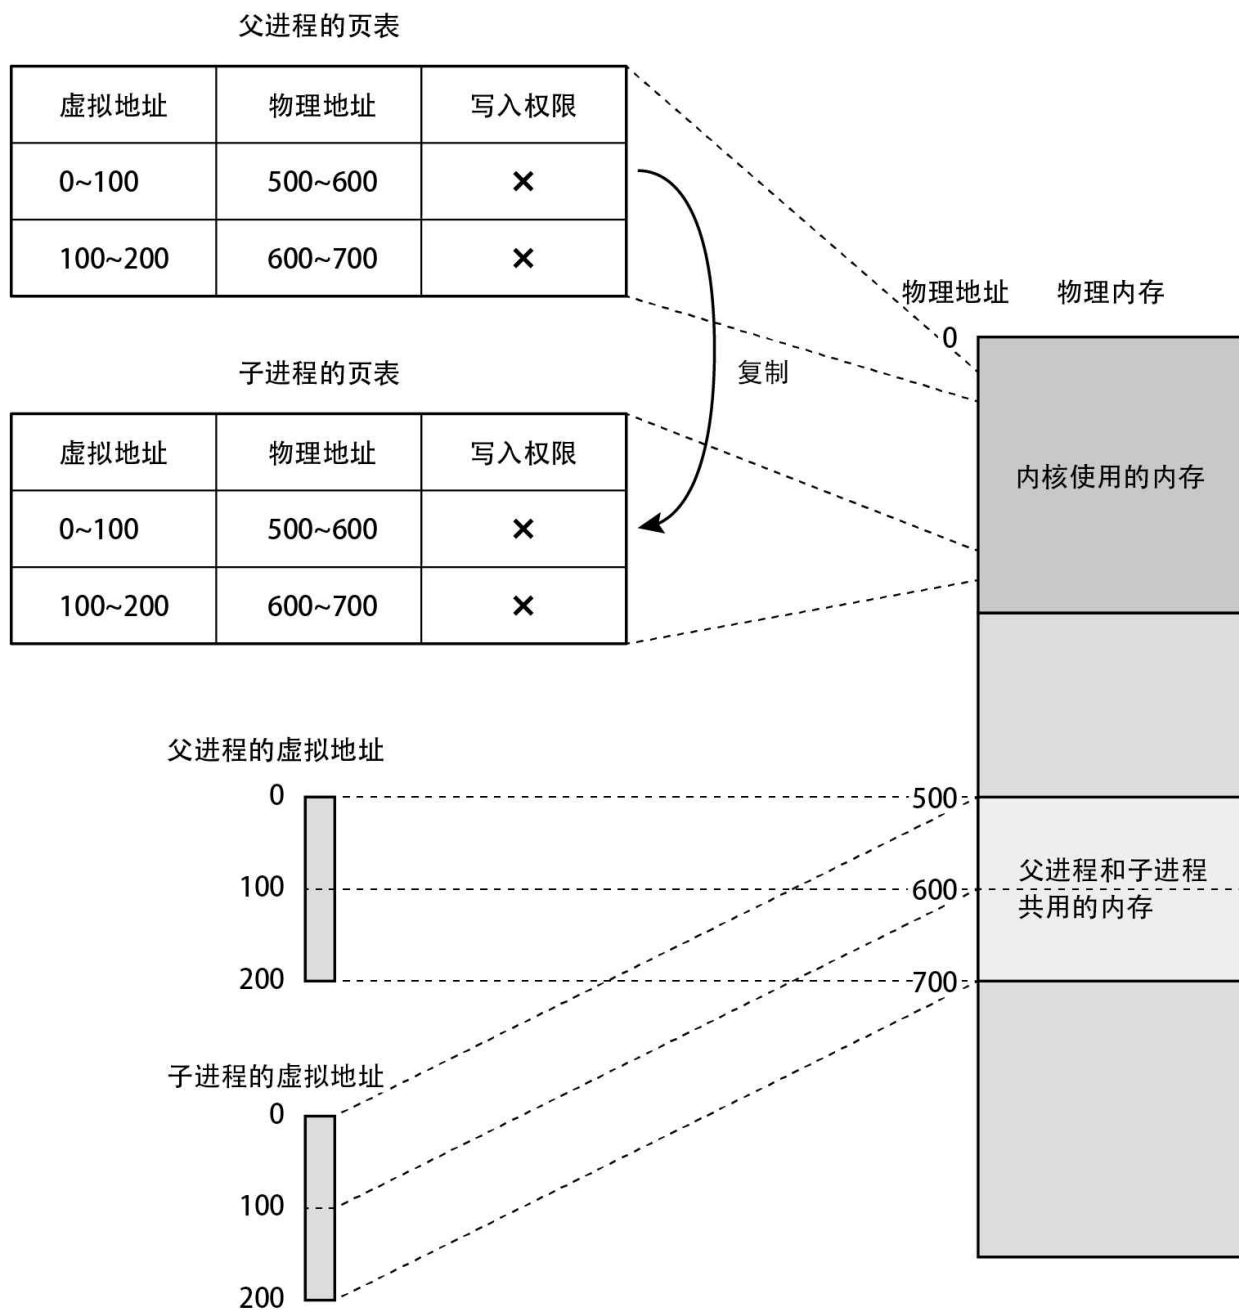 父进程的页表
虚拟地址 物理地址 写入权限
0~100 500~600 ×
100~200 600~700 ×
子进程的页表
虚拟地址 物理地址 写入权限
0~100 500~600 ×
100~200 600~700 ×
复制
物理地址 物理内存
0
内核使用的内存
父进程的虚拟地址
0
100
200
500
600
700
父进程和子进程
共用的内存
子进程的虚拟地址
0
100
200